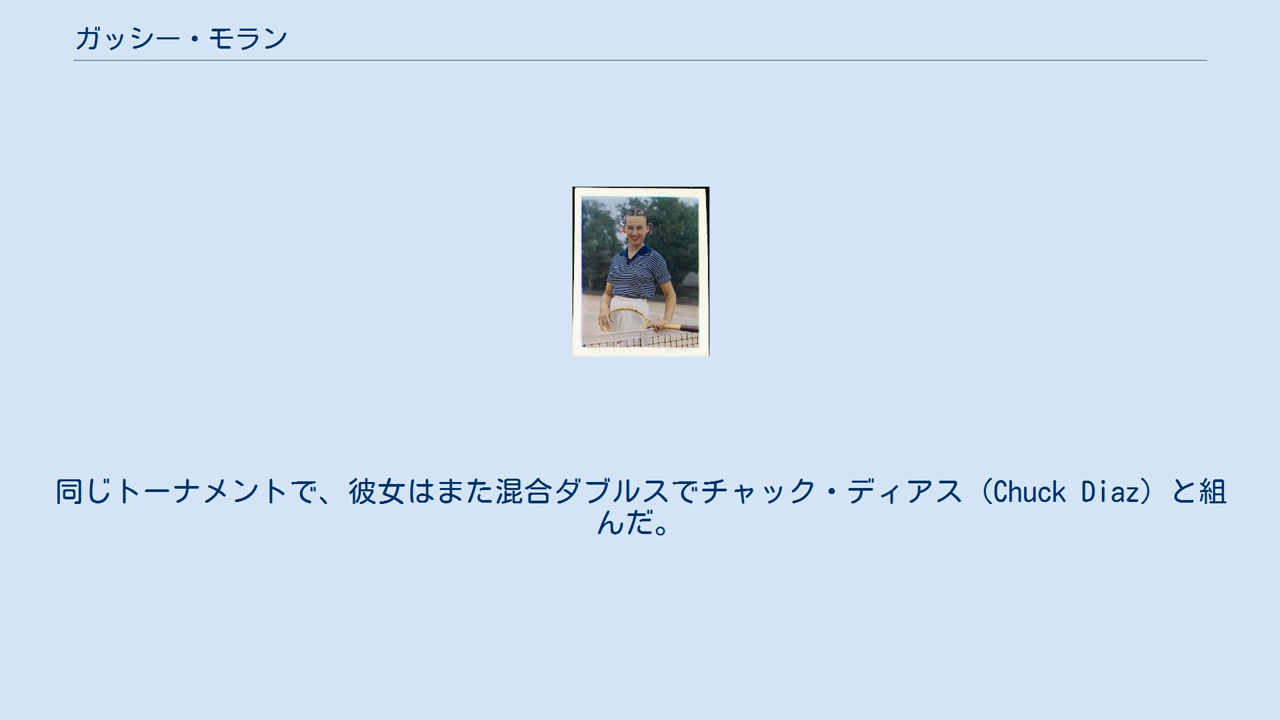 ガッシー・モラン
同じトーナメントで、彼女はまた混合ダブルスでチャック・ディアス（Chuck Diaz）と組
んだ。